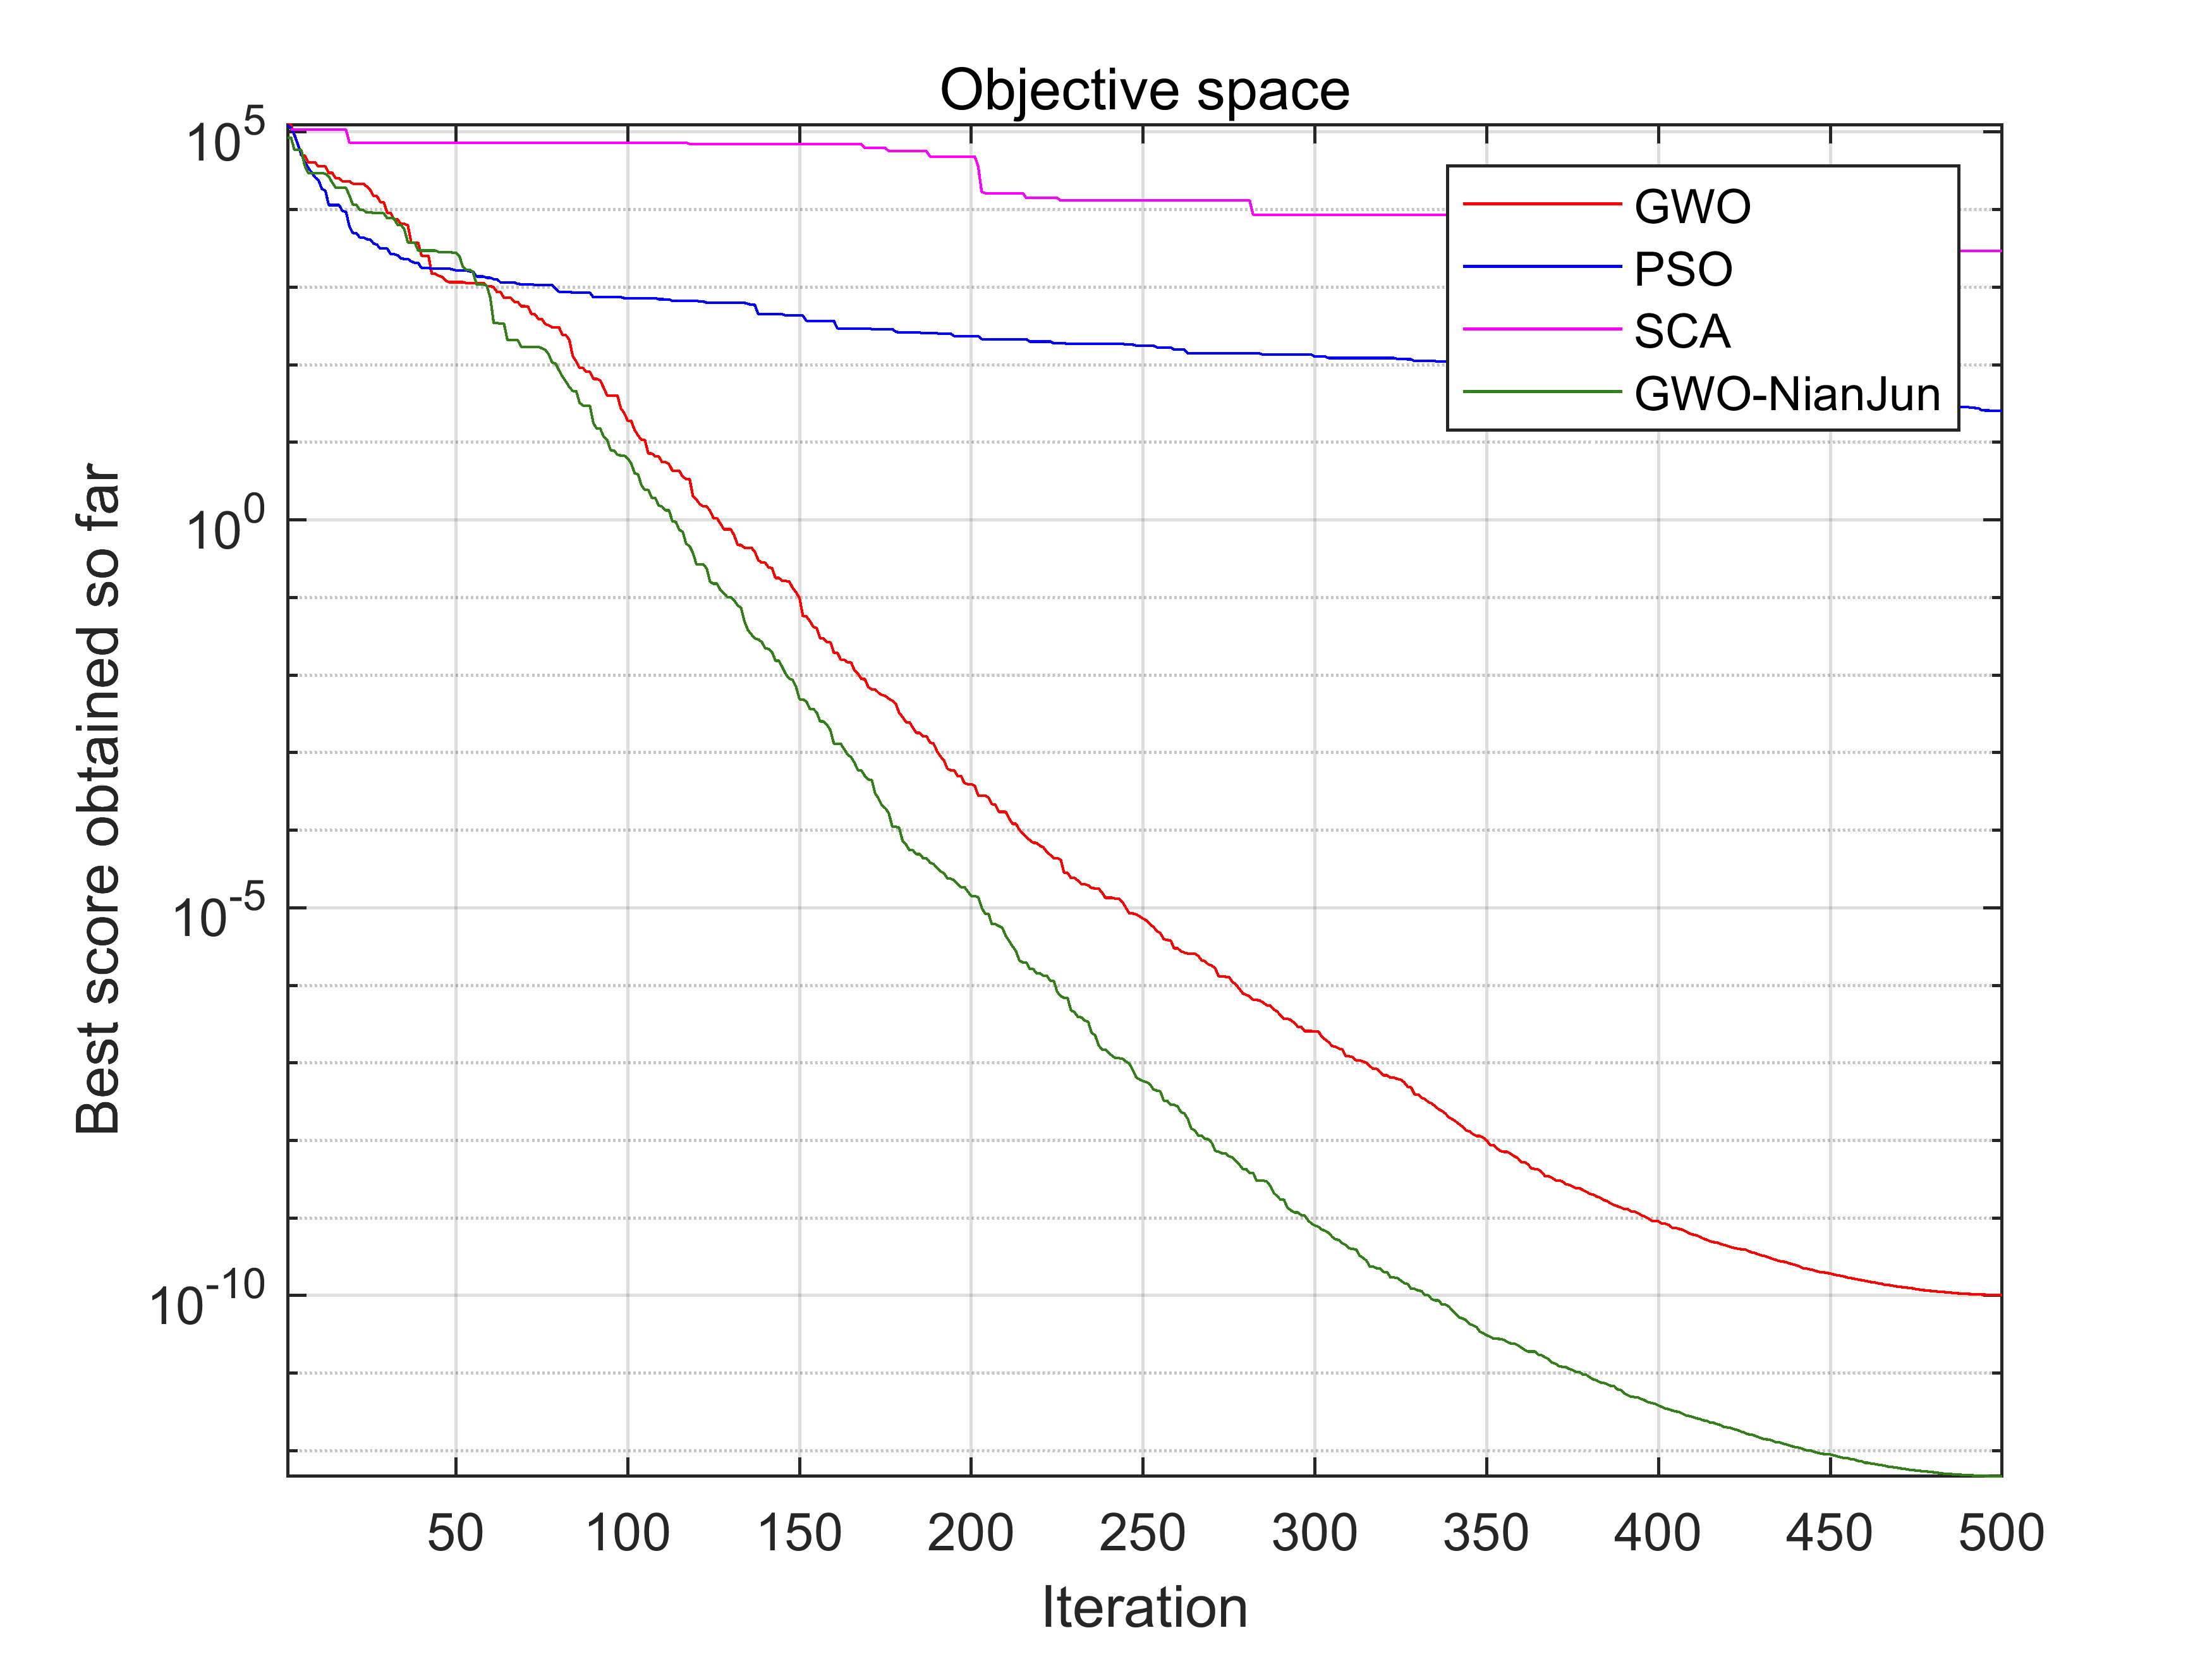 Objective space
10^5
10^0
10^-5
10^-10
Best score obtained so far
GWO
PSO
SCA
GWO-NianJun
50 100 150 200 250 300 350 400 450 500
Iteration